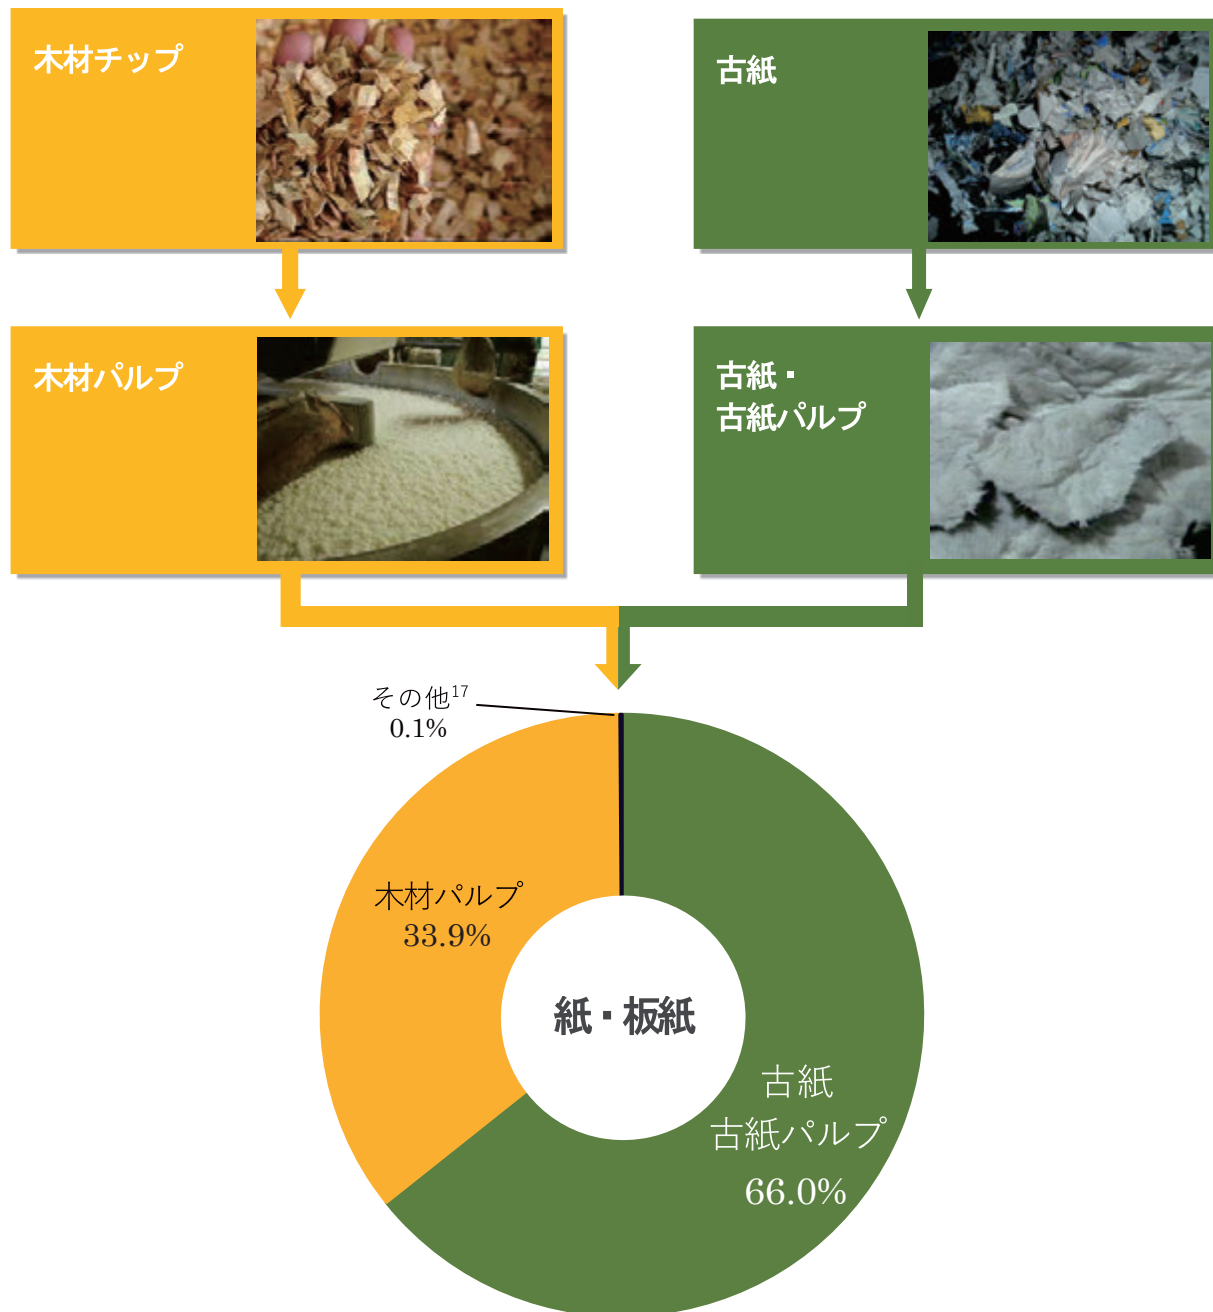 木材チップ
古紙
木材パルプ
古紙・
古紙パルプ
その他17
0.1%
木材パルプ
33.9%
紙・板紙
古紙
古紙パルプ
66.0%